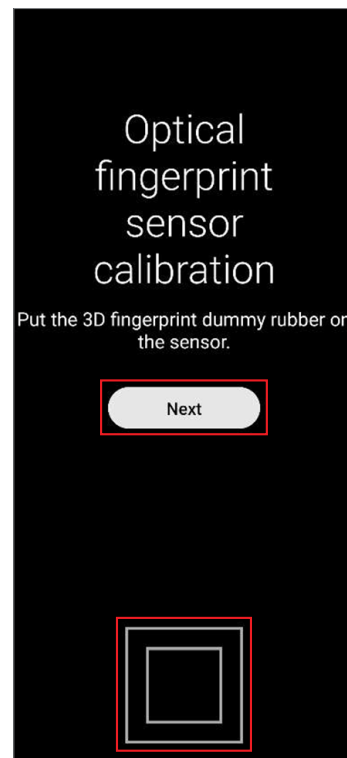 Optical
fingerprint
sensor
calibration
Put the 3D fingerprint dummy rubber on
the sensor.
Next